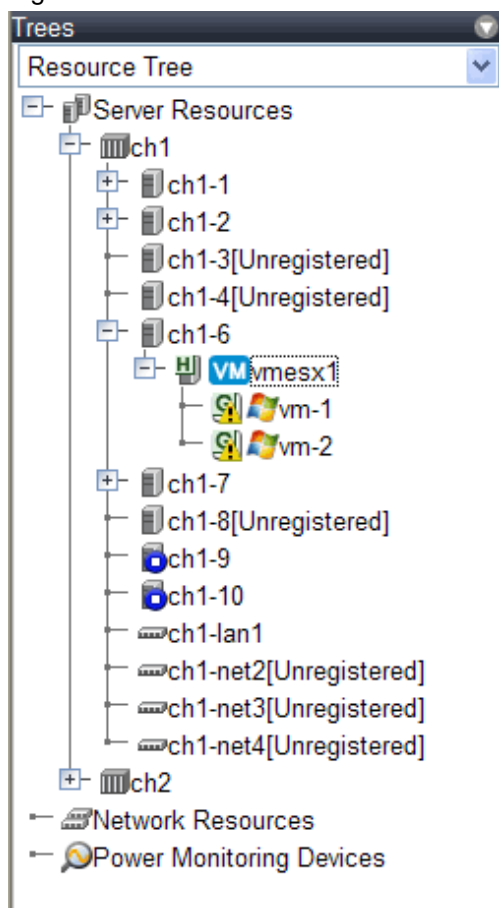 Trees
Resource Tree
Server Resources
ch1
ch1-1
ch1-2
ch1-3[Unregistered]
ch1-4[Unregistered]
ch1-6
H VM vmesx1
G vm-1
G vm-2
ch1-7
ch1-8[Unregistered]
ch1-9
ch1-10
ch1-lan1
ch1-net2[Unregistered]
ch1-net3[Unregistered]
ch1-net4[Unregistered]
ch2
Network Resources
Power Monitoring Devices